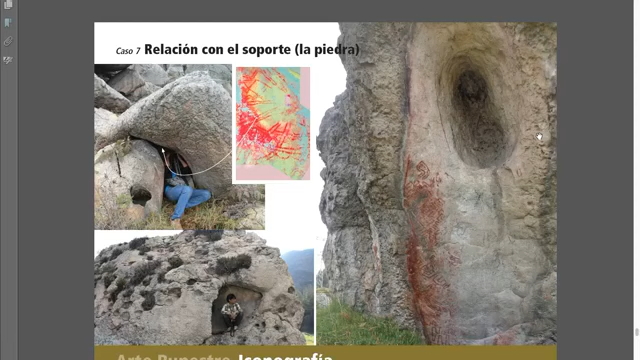 Caso 7 Relación con el soporte (la piedra)
Arte Rupestre Iconografía